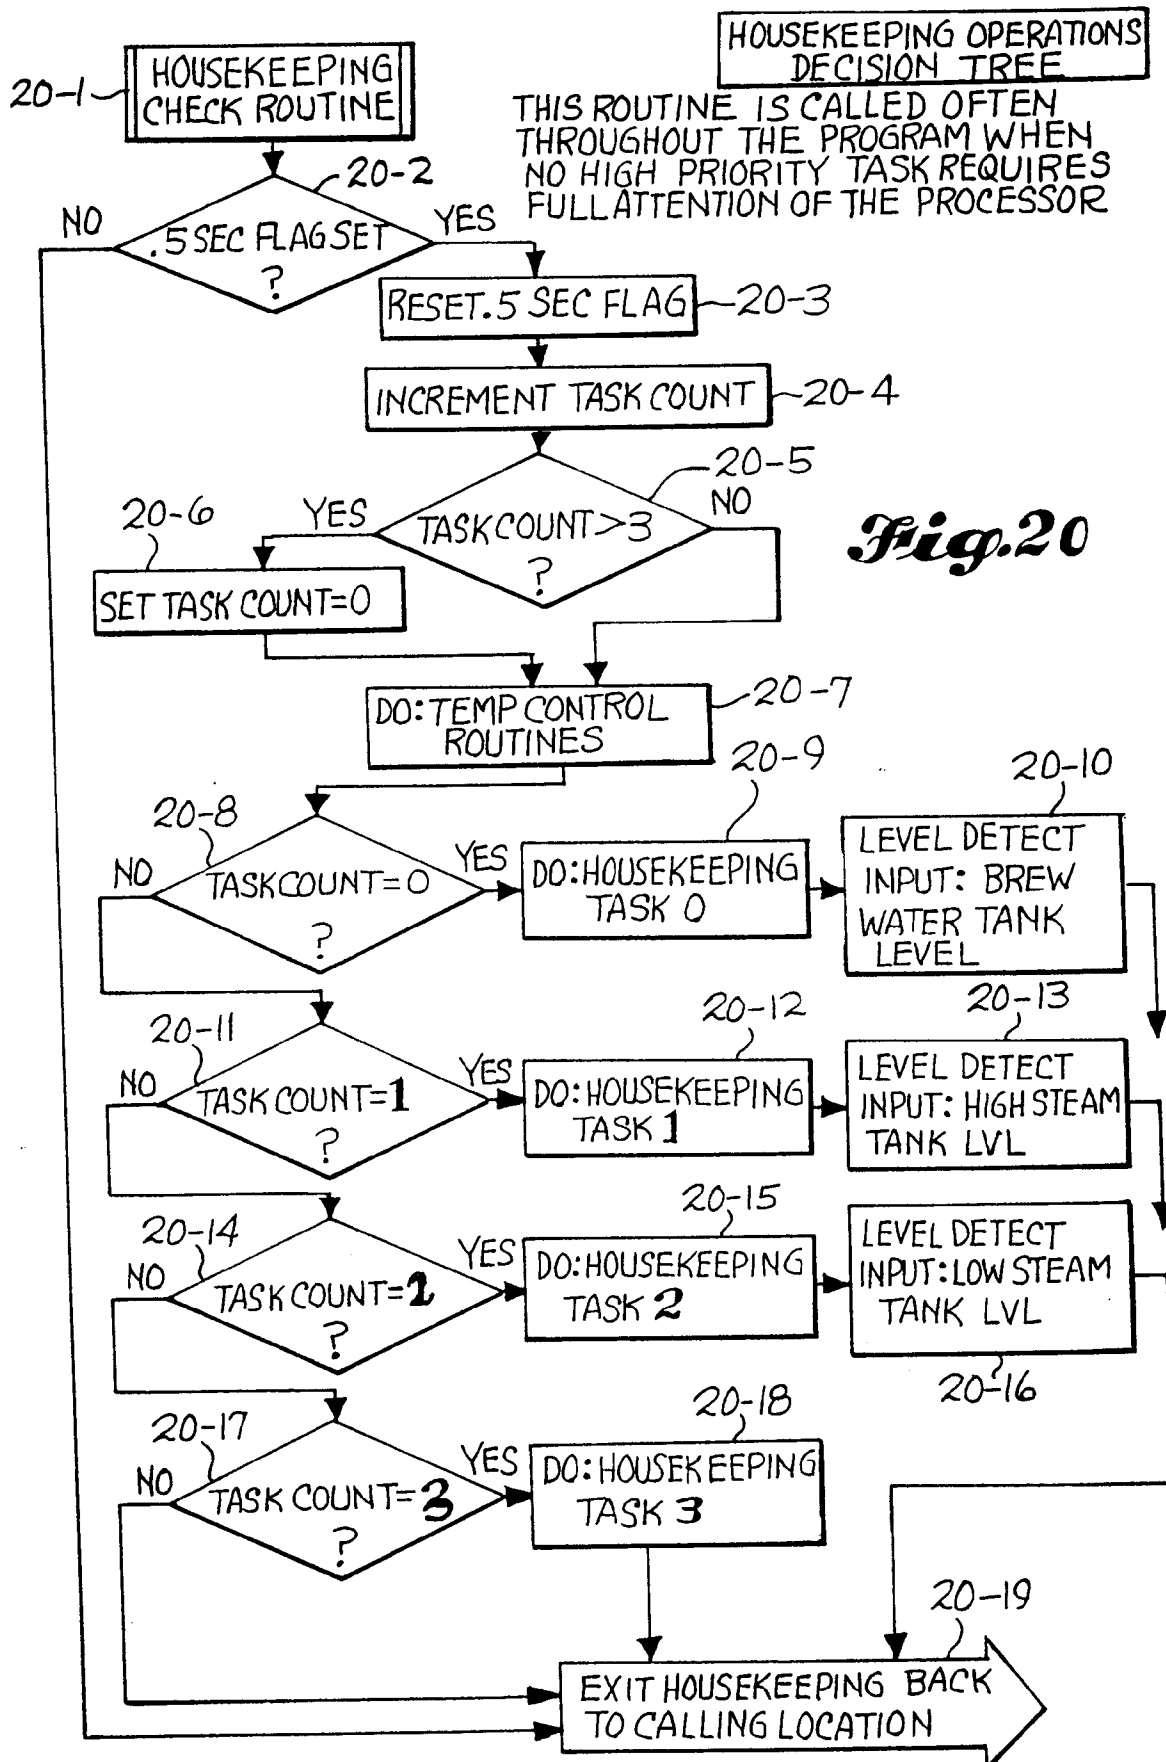 HOUSEKEEPING OPERATIONS
DECISION TREE
THIS ROUTINE IS CALLED OFTEN
THROUGHOUT THE PROGRAM WHEN
NO HIGH PRIORITY TASK REQUIRES
FULL ATTENTION OF THE PROCESSOR
20-1
HOUSEKEEPING
CHECK ROUTINE
20-2
NO
YES
.5 SEC FLAG SET
?
RESET .5 SEC FLAG
20-3
INCREMENT TASK COUNT
20-4
20-5
YES
NO
TASK COUNT>3
?
20-6
SET TASK COUNT=0
Fig.20
DO: TEMP CONTROL
ROUTINES
20-7
20-8
NO
YES
TASK COUNT=0
?
20-9
DO: HOUSEKEEPING
TASK 0
20-10
LEVEL DETECT
INPUT: BREW
WATER TANK
LEVEL
20-11
NO
YES
TASK COUNT=1
?
20-12
DO: HOUSEKEEPING
TASK 1
20-13
LEVEL DETECT
INPUT: HIGH STEAM
TANK LVL
20-14
NO
YES
TASK COUNT=2
?
20-15
DO: HOUSEKEEPING
TASK 2
LEVEL DETECT
INPUT: LOW STEAM
TANK LVL
20-16
20-17
NO
YES
TASK COUNT=3
?
20-18
DO: HOUSEKEEPING
TASK 3
20-19
EXIT HOUSEKEEPING BACK
TO CALLING LOCATION